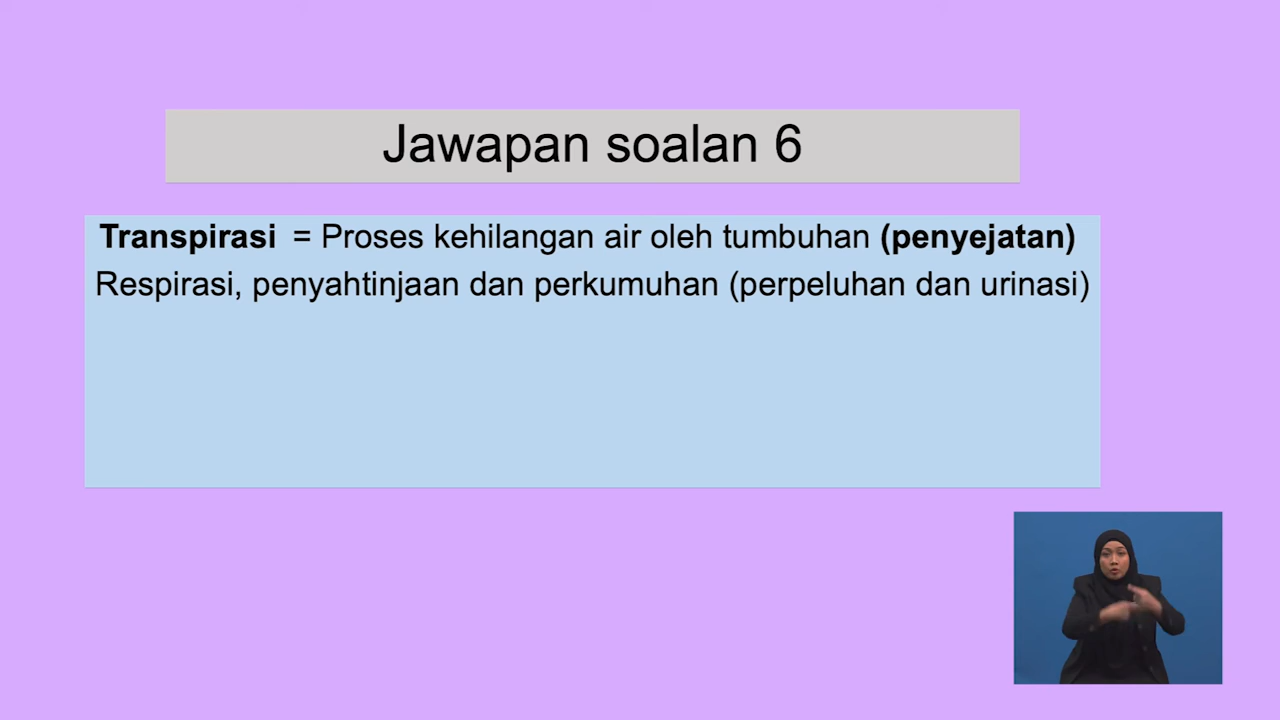 Jawapan soalan 6
Transpirasi = Proses kehilangan air oleh tumbuhan (penyejatan)
Respirasi, penyahtinjaan dan perkumuhan (perpeluhan dan urinasi)